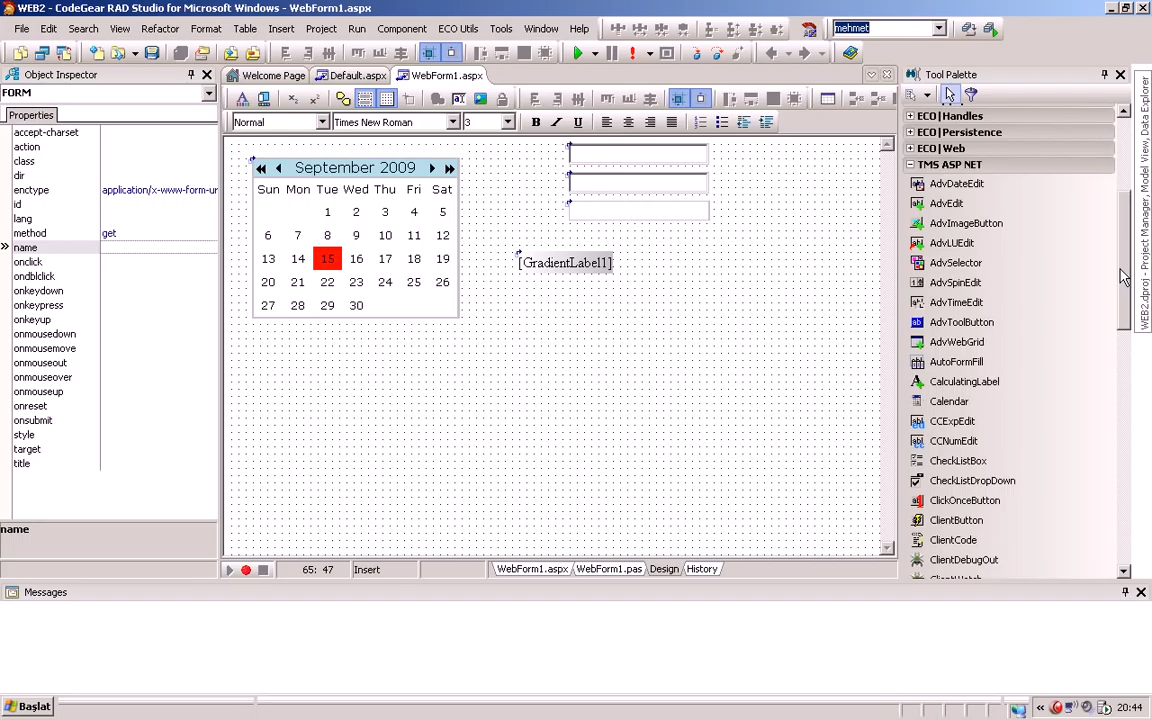 WEB2 - CodeGear RAD Studio for Microsoft Windows - WebForm1.aspx
File Edit Search View Refactor Format Table Insert Project Run Component ECO Utils Tools Window Help
mehmet
Object Inspector
Welcome Page Default.aspx WebForm1.aspx
Tool Palette
FORM
Properties
Normal Times New Roman 3 B I U
accept-charset
action
class
dir
enctype application/x-www-form-ur
id
lang
method get
name
onclick
ondblclick
onkeydown
onkeypress
onkeyup
onmousedown
onmousemove
onmouseout
onmouseover
onmouseup
onreset
onsubmit
style
target
title
name
September 2009
Sun Mon Tue Wed Thu Fri Sat
1 2 3 4 5
6 7 8 9 10 11 12
13 14 15 16 17 18 19
20 21 22 23 24 25 26
27 28 29 30
[GradientLabel1]
ECO|Handles
ECO|Persistence
ECO|Web
TMS ASP NET
AdvDateEdit
AdvEdit
AdvImageButton
AdvLUEdit
AdvSelector
AdvSpinEdit
AdvTimeEdit
AdvToolButton
AdvWebGrid
AutoFormFill
CalculatingLabel
Calendar
CCExpEdit
CCNumEdit
CheckListBox
CheckListDropDown
ClickOnceButton
ClientButton
ClientCode
ClientDebugOut
WEB2.dproj - Project Manager, Model View, Data Explorer
65: 47 Insert WebForm1.aspx WebForm1.pas Design History
Messages
Başlat
20:44